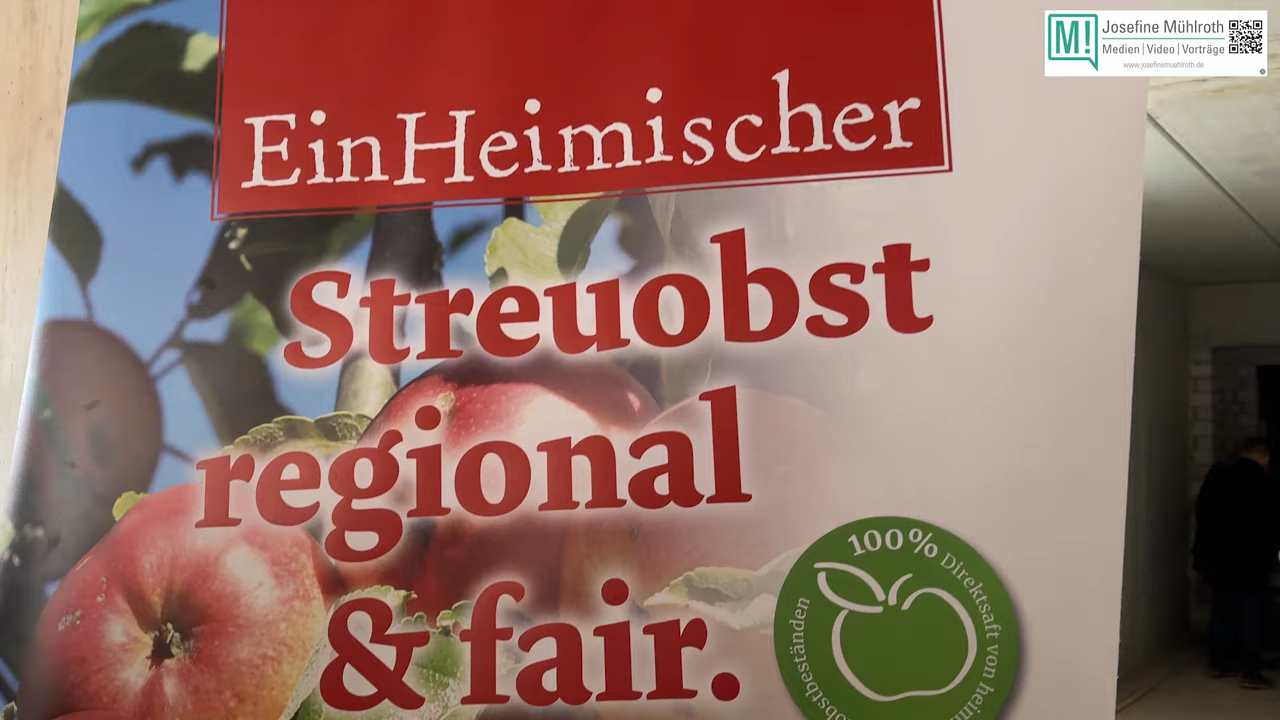 M!
Josefine Mühlroth
Medien | Video | Vorträge
www.josefinemuehlroth.de
EinHeimischer
Streuobst
regional
& fair.
100% Direktsaft von